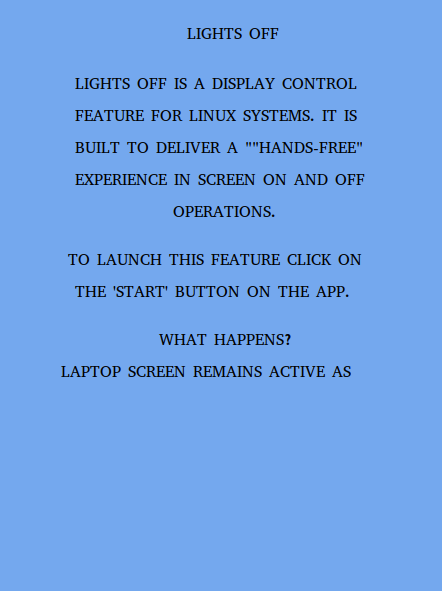 LIGHTS OFF
LIGHTS OFF IS A DISPLAY CONTROL
FEATURE FOR LINUX SYSTEMS. IT IS
BUILT TO DELIVER A ""HANDS-FREE"
EXPERIENCE IN SCREEN ON AND OFF
OPERATIONS.
TO LAUNCH THIS FEATURE CLICK ON
THE 'START' BUTTON ON THE APP.
WHAT HAPPENS?
LAPTOP SCREEN REMAINS ACTIVE AS